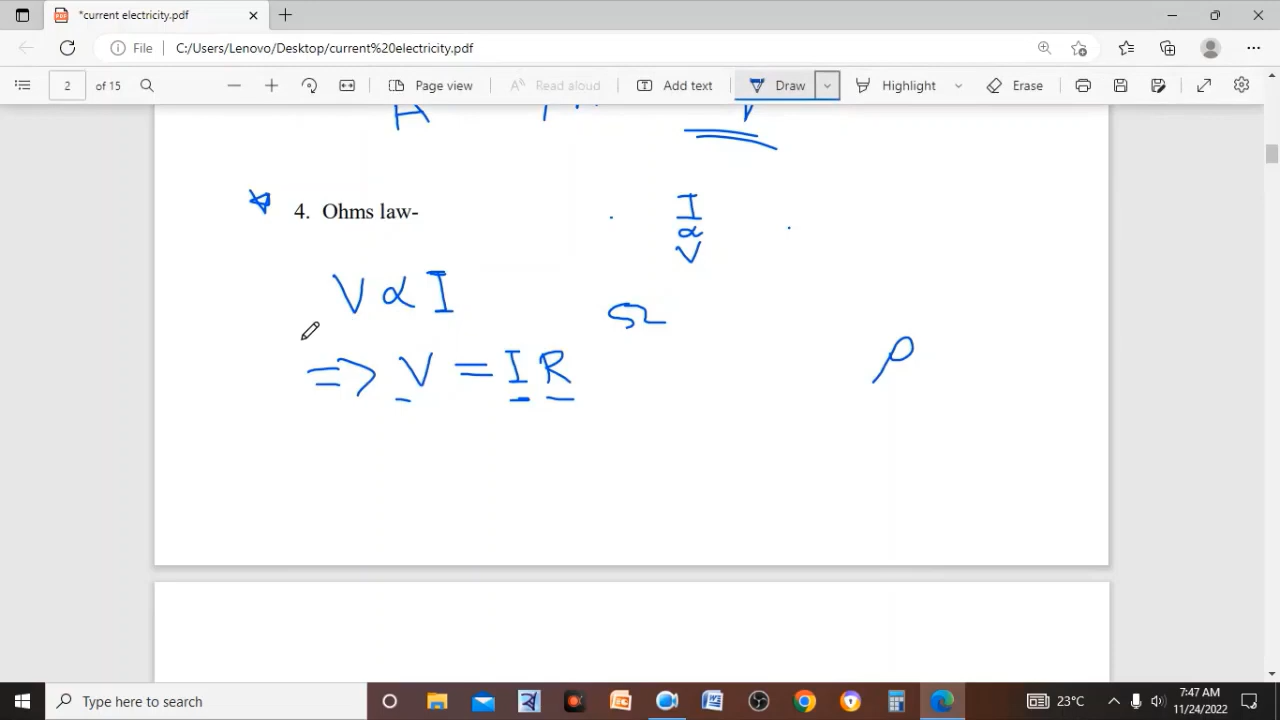 *current electricity.pdf
File C:/Users/Lenovo/Desktop/current%20electricity.pdf
2 of 15 Page view Read aloud Add text Draw Highlight Erase
4. Ohms law-
I
α
V
V α I
Ω
=> V = I R
ρ
Type here to search
23°C
7:47 AM
11/24/2022